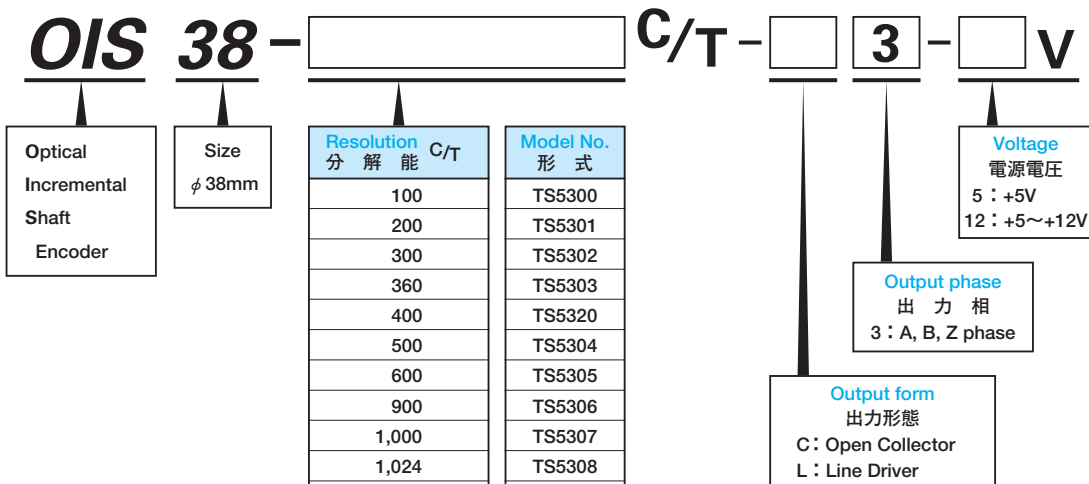 OIS 38 – C/T – 3 – V
Optical
Incremental
Shaft
Encoder
Size
φ38mm
Resolution C/T
分 解 能
100
200
300
360
400
500
600
900
1,000
1,024
Model No.
形 式
TS5300
TS5301
TS5302
TS5303
TS5320
TS5304
TS5305
TS5306
TS5307
TS5308
Voltage
電源電圧
5：+5V
12：+5～+12V
Output phase
出 力 相
3：A, B, Z phase
Output form
出力形態
C：Open Collector
L：Line Driver